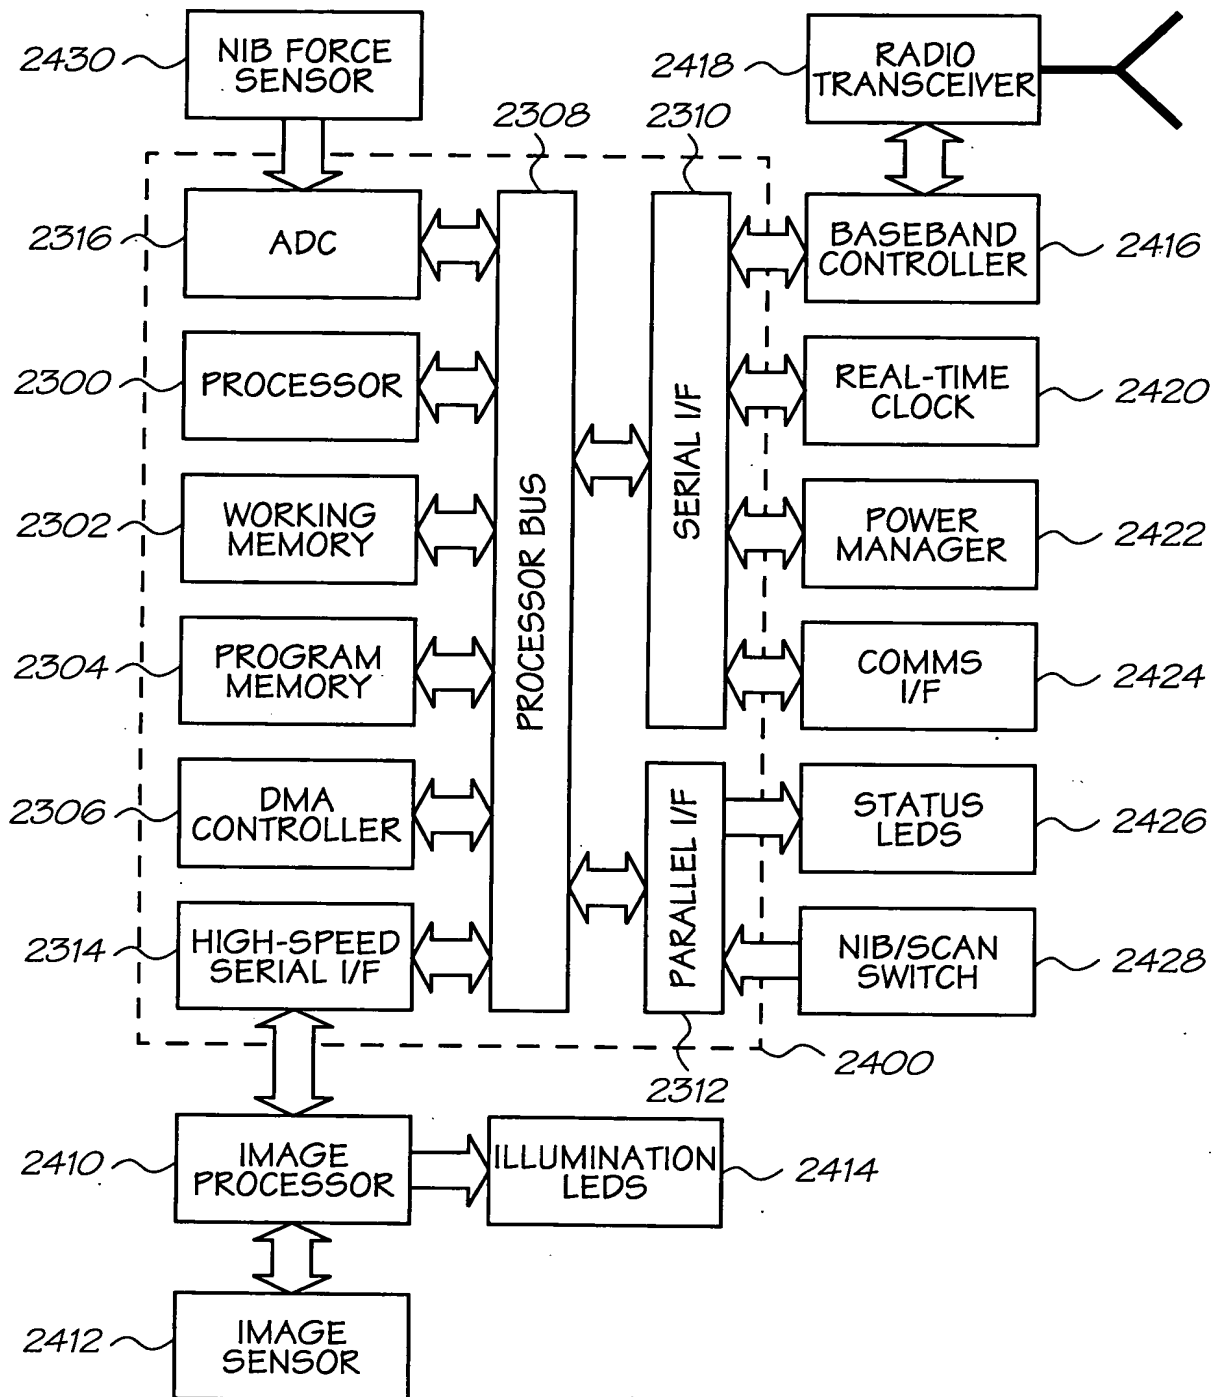 2430
NIB FORCE
SENSOR
2418
RADIO
TRANSCEIVER
2308
2310
2316
ADC
BASEBAND
CONTROLLER
2416
2300
PROCESSOR
REAL-TIME
CLOCK
2420
PROCESSOR BUS
SERIAL I/F
2302
WORKING
MEMORY
POWER
MANAGER
2422
2304
PROGRAM
MEMORY
COMMS
I/F
2424
2306
DMA
CONTROLLER
PARALLEL I/F
STATUS
LEDS
2426
2314
HIGH-SPEED
SERIAL I/F
NIB/SCAN
SWITCH
2428
2312
2400
2410
IMAGE
PROCESSOR
ILLUMINATION
LEDS
2414
2412
IMAGE
SENSOR